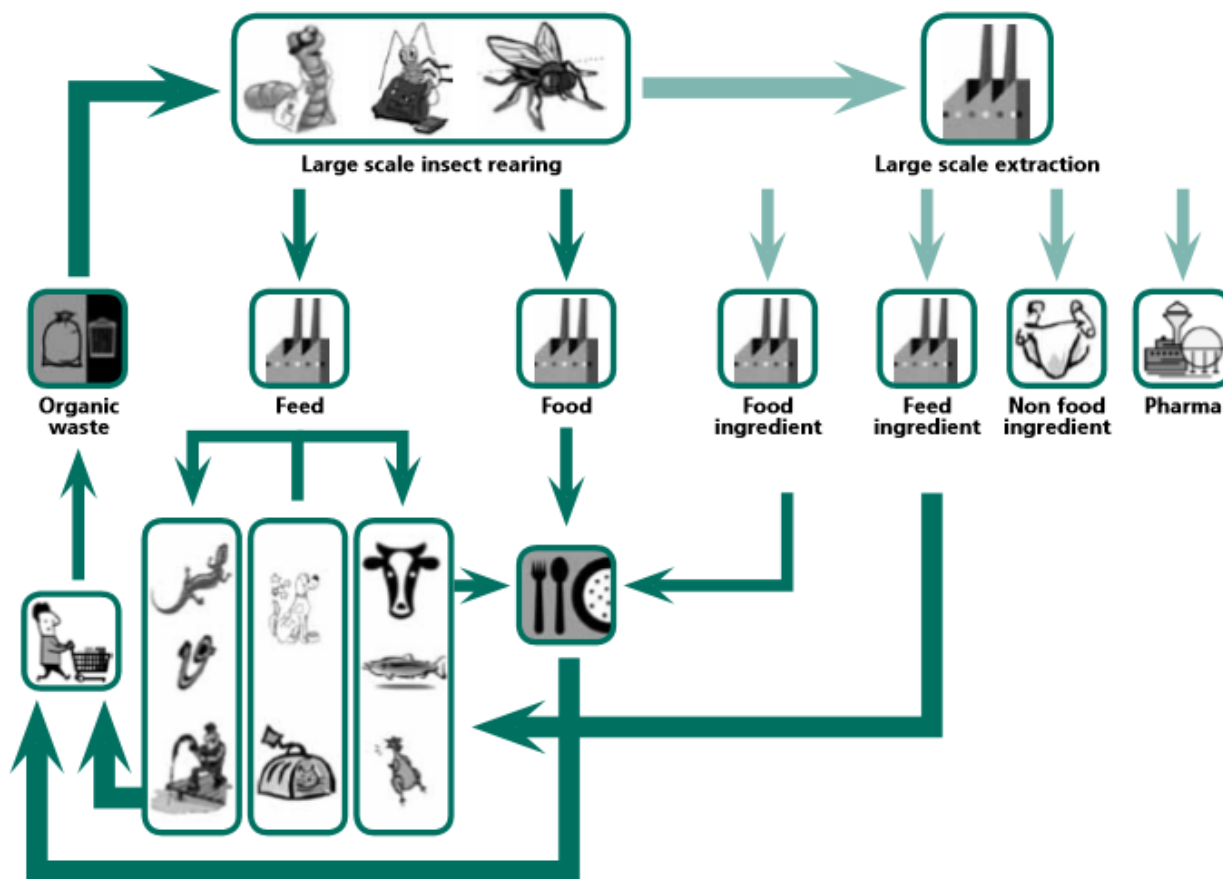 Large scale insect rearing
Large scale extraction
Organic
waste
Feed
Food
Food
ingredient
Feed
ingredient
Non food
ingredient
Pharma